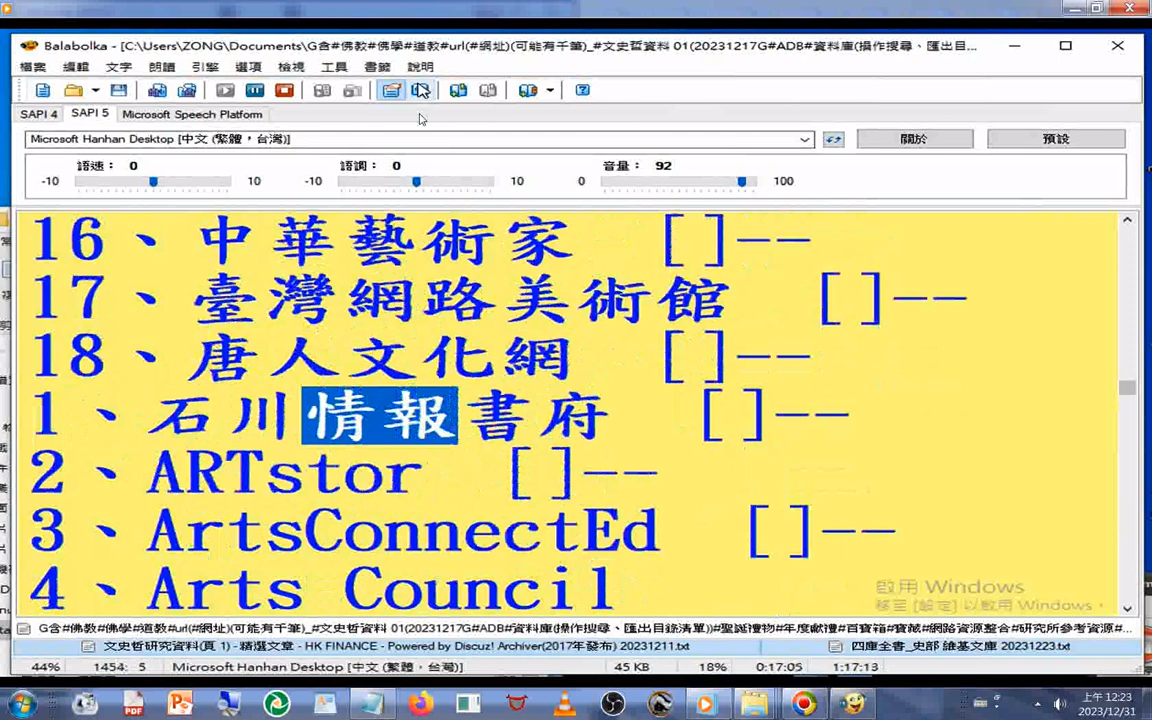 Balabolka - [C:\Users\ZONG\Documents\G含#佛教#佛學#道教#url(#網址)(可能有千筆)_#文史哲資料 01(20231217G#ADB#資料庫(操作搜尋、匯出目...
檔案 編輯 文字 朗讀 引擎 選項 檢視 工具 書籤 說明
SAPI 4 SAPI 5 Microsoft Speech Platform
Microsoft Hanhan Desktop [中文 (繁體，台灣)] 關於 預設
語速： 0 語調： 0 音量： 92
-10 10 -10 10 0 100
16、中華藝術家 []--
17、臺灣網路美術館 []--
18、唐人文化網 []--
1、石川情報書府 []--
2、ARTstor []--
3、ArtsConnectEd []--
4、Arts Council
啟用 Windows
移至 [設定] 以啟用 Windows。
G含#佛教#佛學#道教#url(#網址)(可能有千筆)_#文史哲資料 01(20231217G#ADB#資料庫(操作搜尋、匯出目錄清單))#聖誕禮物#年度獻禮#百寶箱#寶藏#網路資源整合#研究所參考資源#...
文史哲研究資料(頁 1) - 精選文章 - HK FINANCE - Powered by Discuz! Archiver(2017年發布) 20231211.txt 四庫全書_史部 維基文庫 20231223.txt
44% 1454: 5 Microsoft Hanhan Desktop [中文 (繁體，台灣)] 45 KB 18% 0:17:05 1:17:13
上午 12:23
2023/12/31